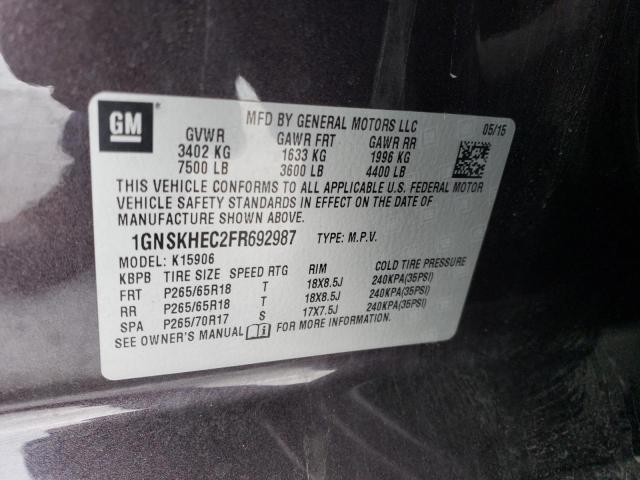 GM
MFD BY GENERAL MOTORS LLC 05/15
GVWR GAWR FRT GAWR RR
3402 KG 1633 KG 1996 KG
7500 LB 3600 LB 4400 LB
THIS VEHICLE CONFORMS TO ALL APPLICABLE U.S. FEDERAL MOTOR
VEHICLE SAFETY STANDARDS IN EFFECT ON THE DATE OF
MANUFACTURE SHOWN ABOVE.
1GNSKHEC2FR692987 TYPE: M.P.V.
MODEL: K15906
KBPB TIRE SIZE SPEED RTG RIM COLD TIRE PRESSURE
FRT P265/65R18 T 18X8.5J 240KPA(35PSI)
RR P265/65R18 T 18X8.5J 240KPA(35PSI)
SPA P265/70R17 S 17X7.5J 240KPA(35PSI)
SEE OWNER'S MANUAL FOR MORE INFORMATION.